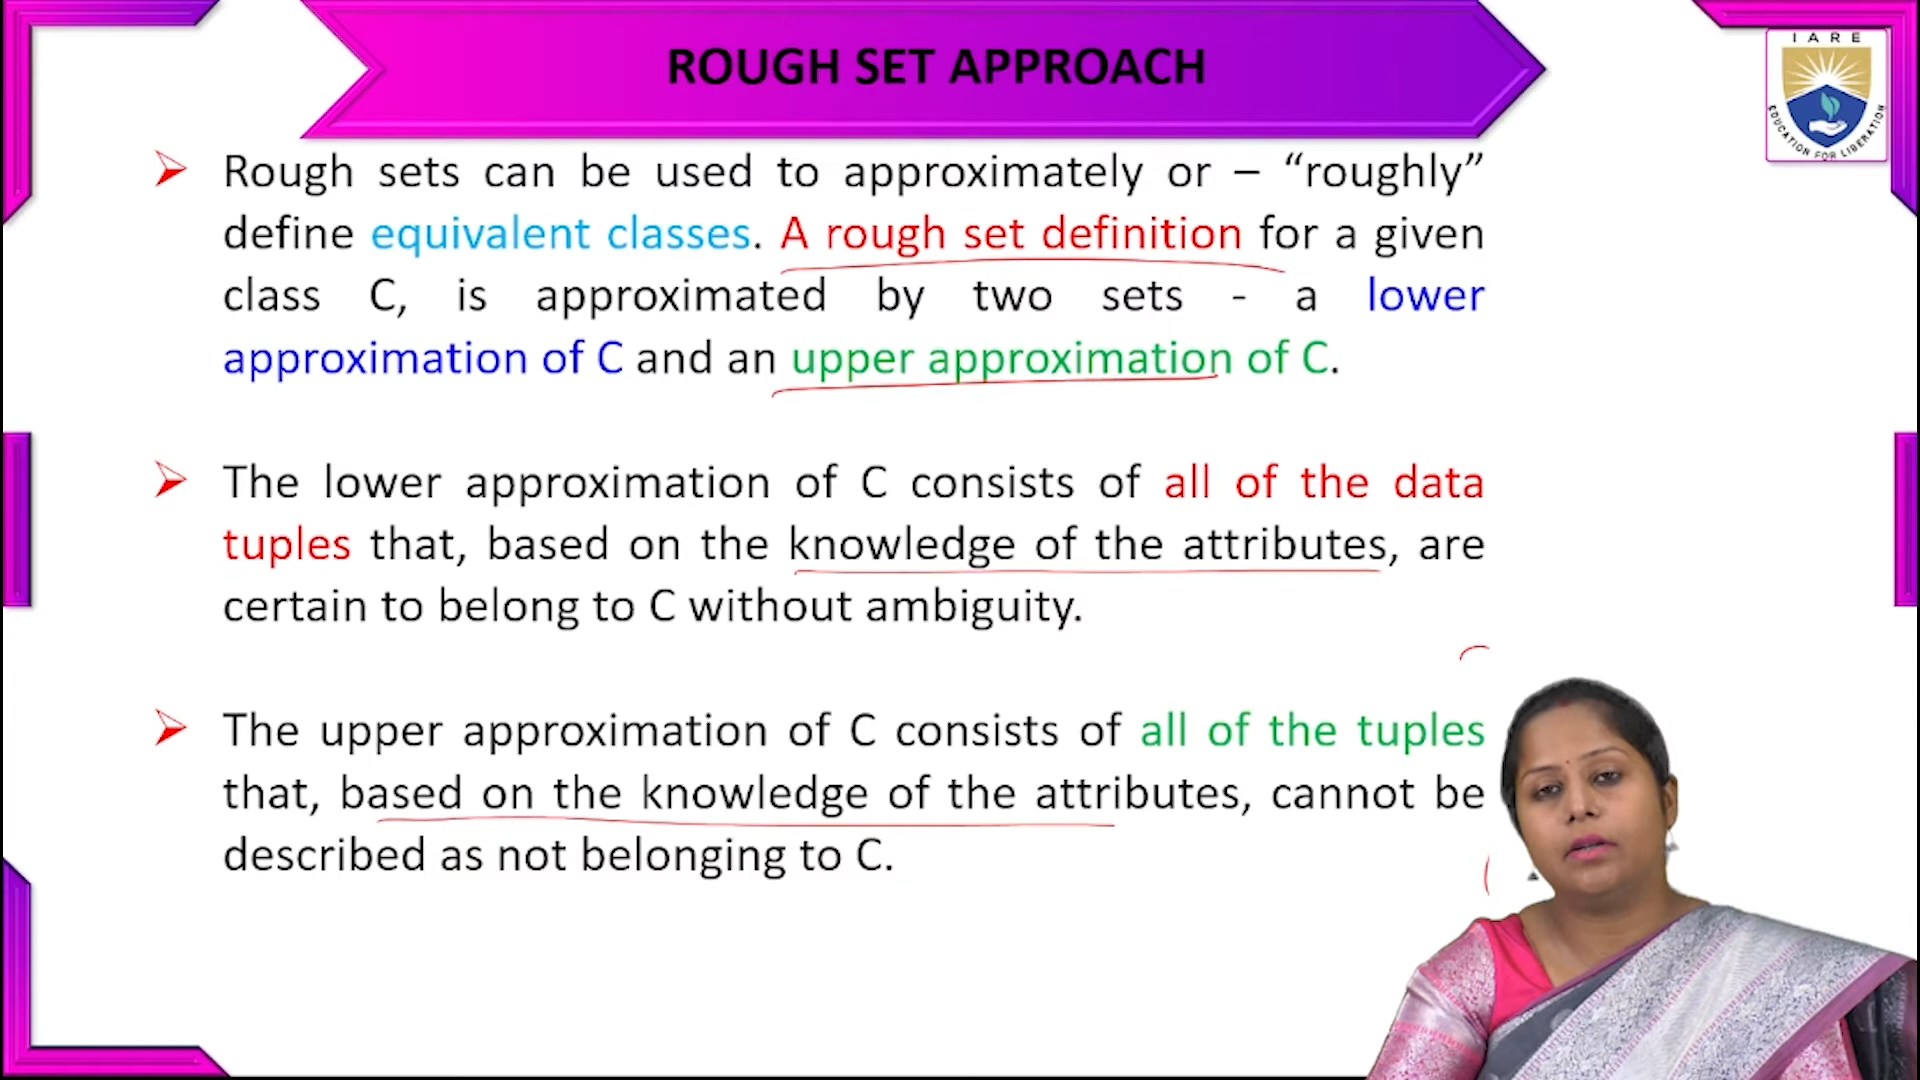 ROUGH SET APPROACH
IARE
EDUCATION FOR LIBERATION
Rough sets can be used to approximately or – “roughly”
define equivalent classes. A rough set definition for a given
class C, is approximated by two sets - a lower
approximation of C and an upper approximation of C.
The lower approximation of C consists of all of the data
tuples that, based on the knowledge of the attributes, are
certain to belong to C without ambiguity.
The upper approximation of C consists of all of the tuples
that, based on the knowledge of the attributes, cannot be
described as not belonging to C.